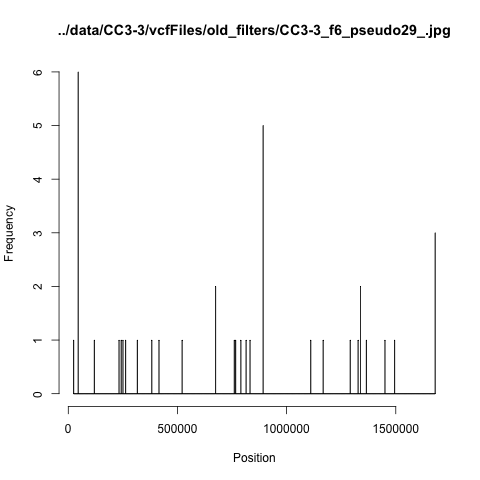 ../data/CC3-3/vcfFiles/old_filters/CC3-3_f6_pseudo29_.jpg
Frequency
6
5
4
3
2
1
0
0 500000 1000000 1500000
Position